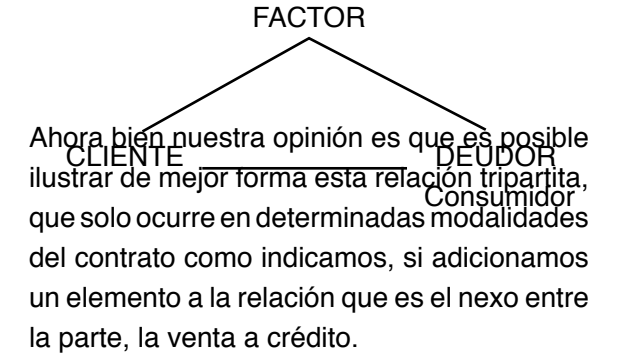 FACTOR
Ahora bien nuestra opinión es que es posible
CLIENTE DEUDOR
ilustrar de mejor forma esta relación tripartita,
Consumidor
que solo ocurre en determinadas modalidades
del contrato como indicamos, si adicionamos
un elemento a la relación que es el nexo entre
la parte, la venta a crédito.